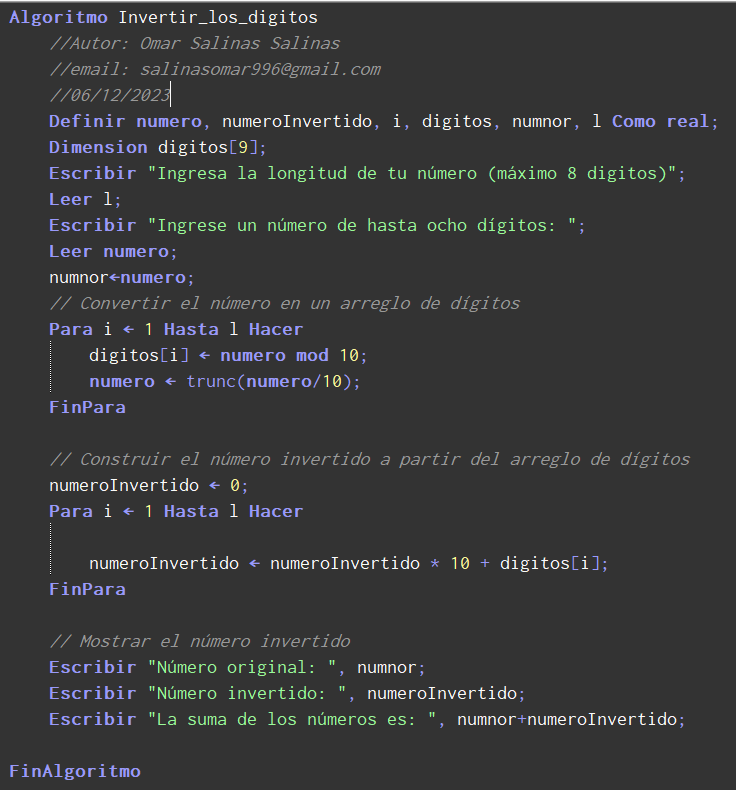 Algoritmo Invertir_los_digitos
//Autor: Omar Salinas Salinas
//email: salinasomar996@gmail.com
//06/12/2023
Definir numero, numeroInvertido, i, digitos, numnor, l Como real;
Dimension digitos[9];
Escribir "Ingresa la longitud de tu número (máximo 8 digitos)";
Leer l;
Escribir "Ingrese un número de hasta ocho dígitos: ";
Leer numero;
numnor←numero;
// Convertir el número en un arreglo de dígitos
Para i ← 1 Hasta l Hacer
digitos[i] ← numero mod 10;
numero ← trunc(numero/10);
FinPara
// Construir el número invertido a partir del arreglo de dígitos
numeroInvertido ← 0;
Para i ← 1 Hasta l Hacer
numeroInvertido ← numeroInvertido * 10 + digitos[i];
FinPara
// Mostrar el número invertido
Escribir "Número original: ", numnor;
Escribir "Número invertido: ", numeroInvertido;
Escribir "La suma de los números es: ", numnor+numeroInvertido;
FinAlgoritmo